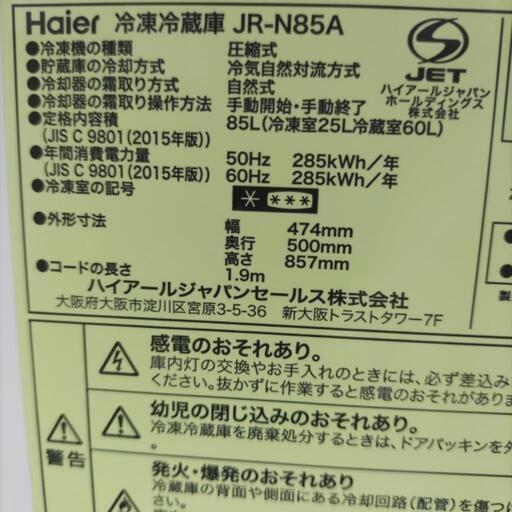 Haier 冷凍冷蔵庫 JR-N85A
●冷凍機の種類 圧縮式
●貯蔵庫の冷却方式 冷気自然対流方式
●冷却器の霜取り方式 自然式
●冷却器の霜取り操作方法 手動開始・手動終了
●定格内容積 85L(冷凍室25L冷蔵室60L)
(JIS C 9801(2015年版))
●年間消費電力量 50Hz 285kWh/年
(JIS C 9801(2015年版)) 60Hz 285kWh/年
●冷凍室の記号
●外形寸法 幅 474mm
奥行 500mm
高さ 857mm
●コードの長さ 1.9m
ハイアールジャパンセールス株式会社
大阪府大阪市淀川区宮原3-5-36 新大阪トラストタワー7F
JET
ハイアールジャパン
ホールディングス
株式会社
警告
感電のおそれあり。
庫内灯の交換やお手入れのときには、必ず差込み
ください。抜かずに作業すると感電のおそれがありま
幼児の閉じ込みのおそれあり。
冷凍冷蔵庫を廃棄処分するときは、ドアパッキンを
。
発火・爆発のおそれあり
冷蔵庫の背面や側面にある冷却回路(配管)を傷つ
さい。